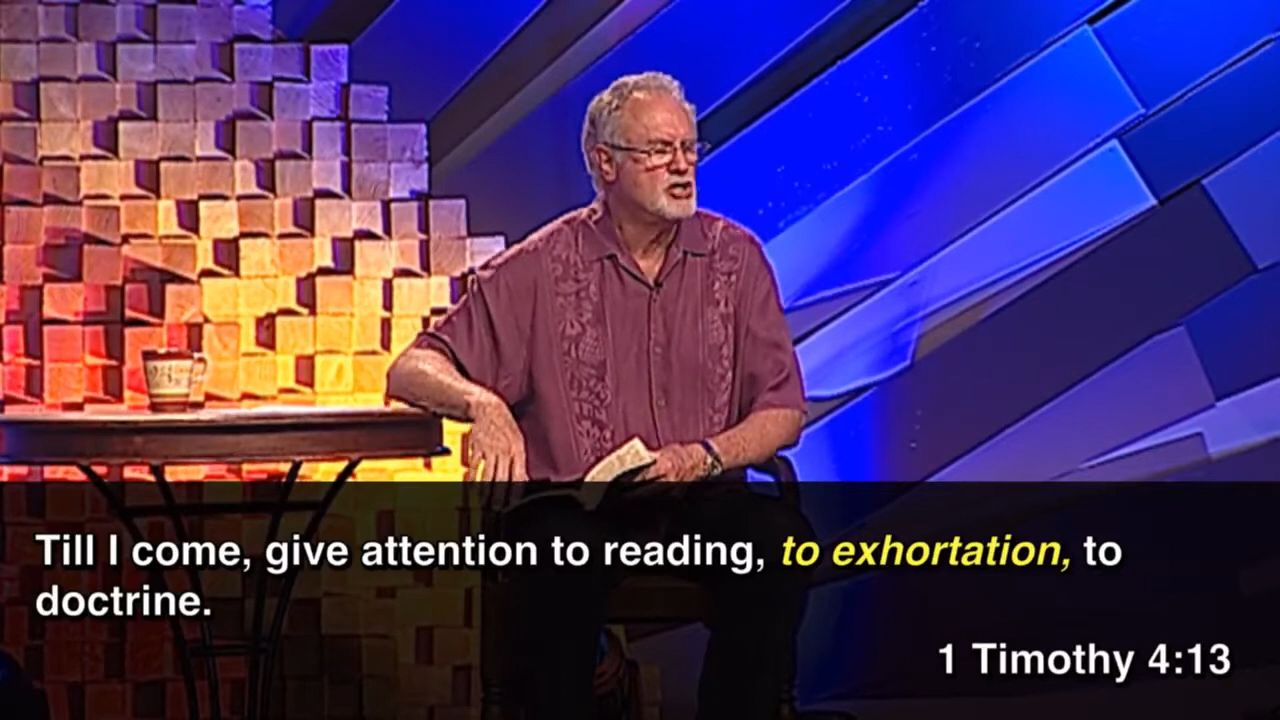 Till I come, give attention to reading, to exhortation, to
doctrine.
1 Timothy 4:13